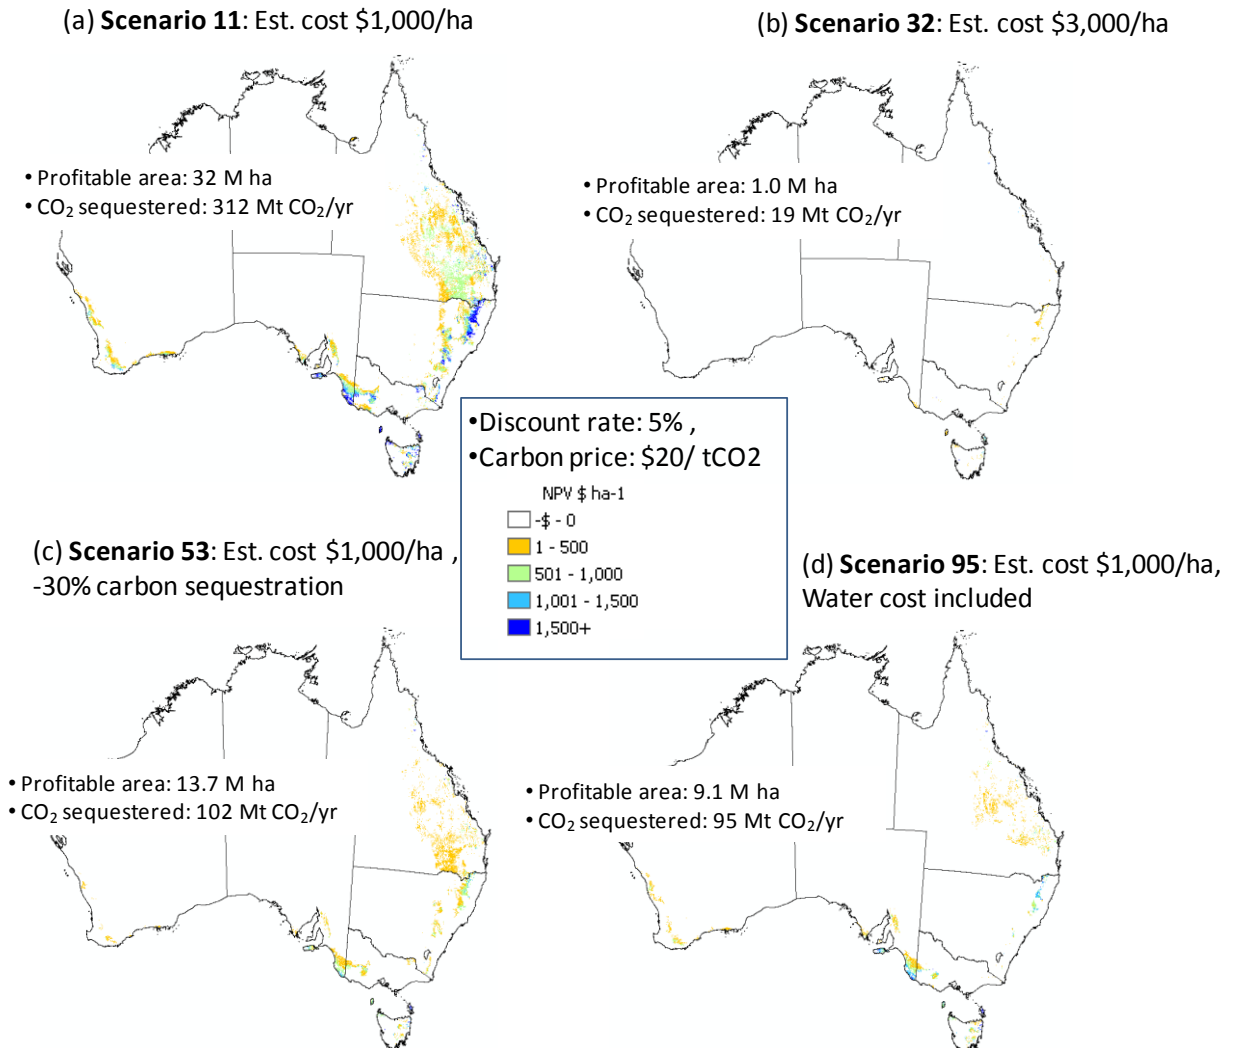 (a) Scenario 11: Est. cost $1,000/ha
(b) Scenario 32: Est. cost $3,000/ha
• Profitable area: 32 M ha
• CO₂ sequestered: 312 Mt CO₂/yr
• Profitable area: 1.0 M ha
• CO₂ sequestered: 19 Mt CO₂/yr
•Discount rate: 5% ,
•Carbon price: $20/ tCO2
NPV $ ha-1
-$ - 0
1 - 500
501 - 1,000
1,001 - 1,500
1,500+
(c) Scenario 53: Est. cost $1,000/ha ,
-30% carbon sequestration
(d) Scenario 95: Est. cost $1,000/ha,
Water cost included
• Profitable area: 13.7 M ha
• CO₂ sequestered: 102 Mt CO₂/yr
• Profitable area: 9.1 M ha
• CO₂ sequestered: 95 Mt CO₂/yr